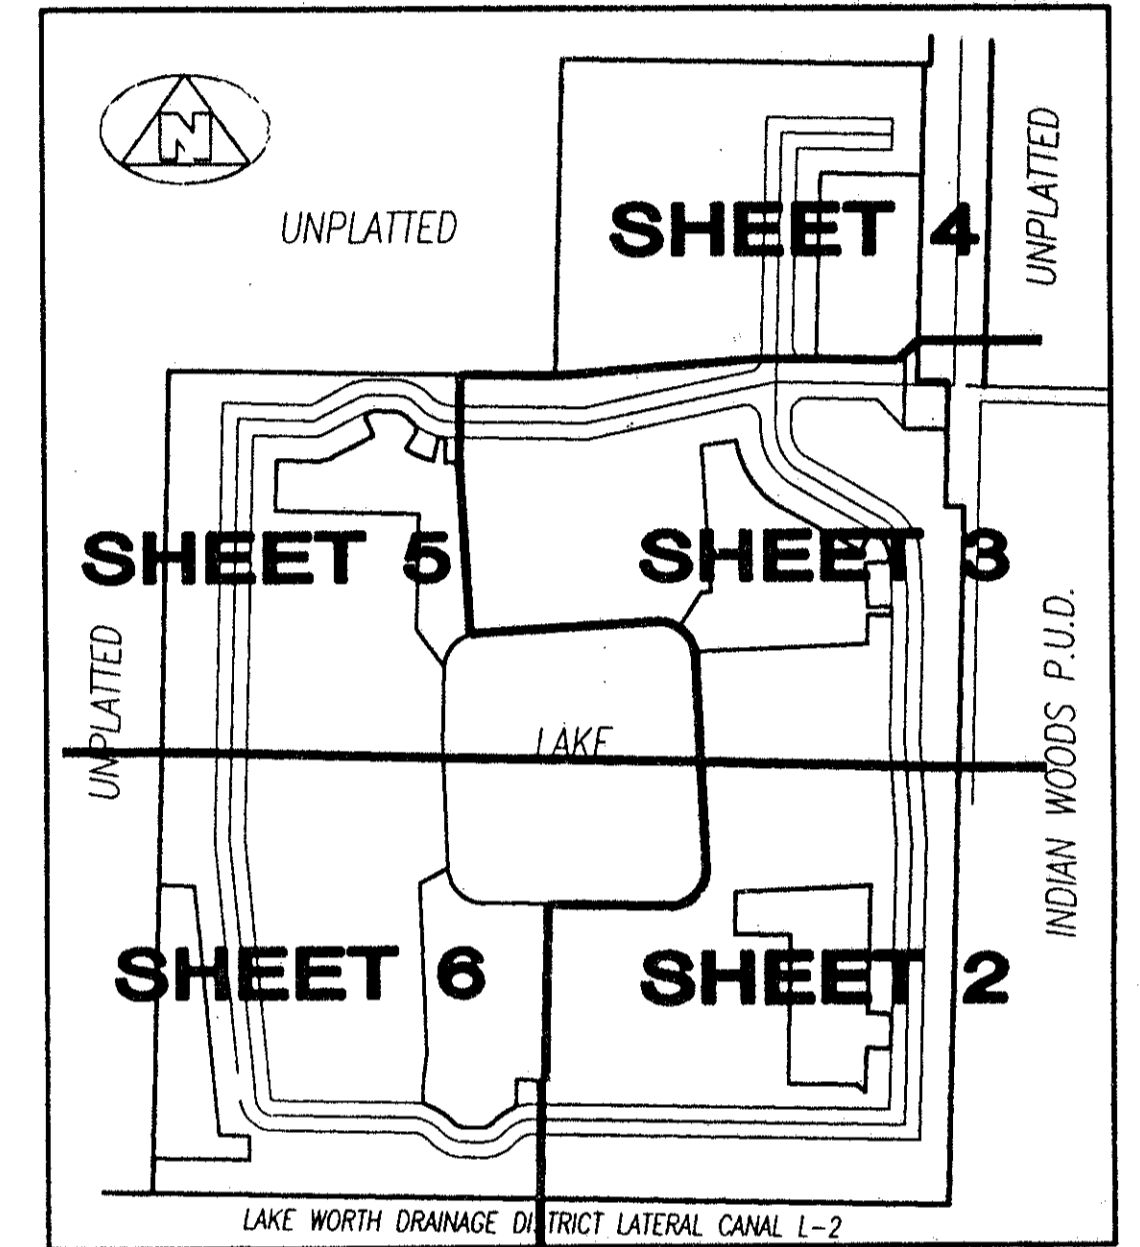 N
UNPLATTED
SHEET 4
UNPLATTED
SHEET 5
SHEET 3
UNPLATTED
LAKE
INDIAN WOODS P.U.D.
SHEET 6
SHEET 2
LAKE WORTH DRAINAGE DISTRICT LATERAL CANAL L-2